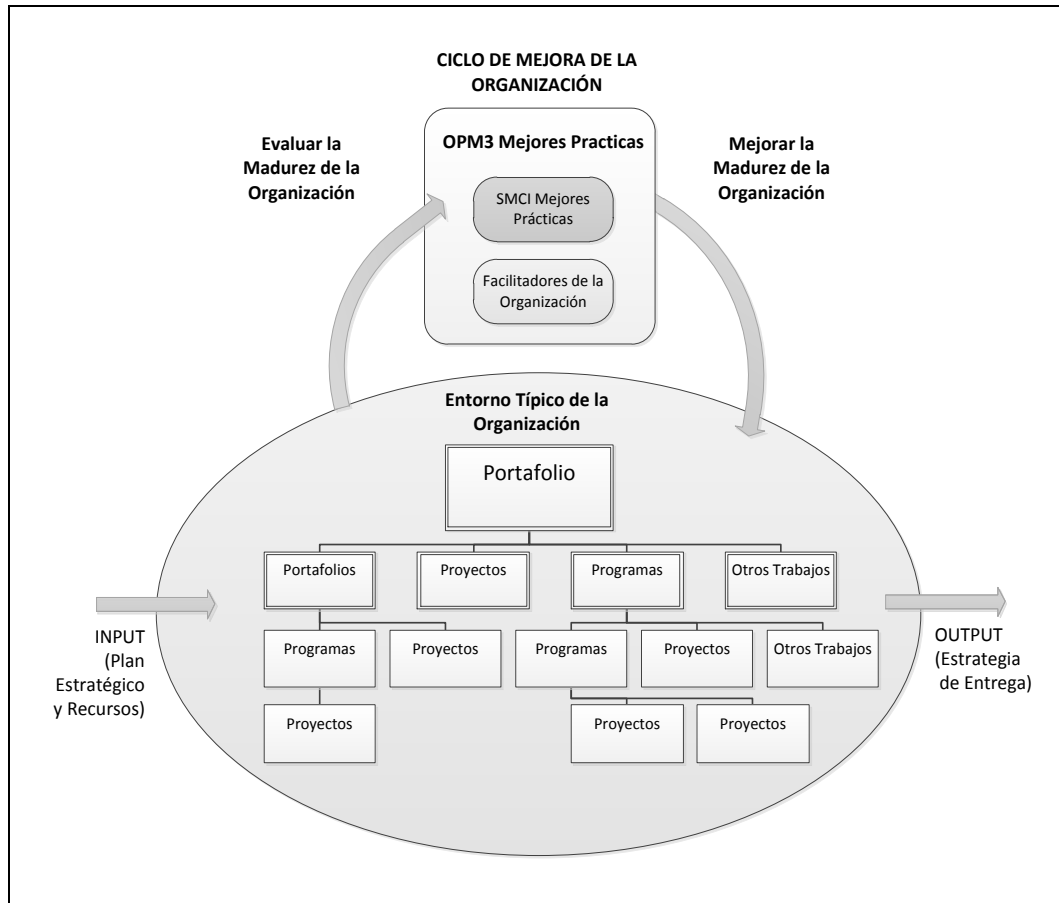 CICLO DE MEJORA DE LA
ORGANIZACIÓN
Evaluar la
Madurez de la
Organización
OPM3 Mejores Practicas
SMCI Mejores
Prácticas
Facilitadores de la
Organización
Mejorar la
Madurez de la
Organización
Entorno Típico de la
Organización
Portafolio
Portafolios
Proyectos
Programas
Otros Trabajos
Programas
Proyectos
Programas
Proyectos
Otros Trabajos
Proyectos
Proyectos
Proyectos
INPUT
(Plan
Estratégico
y Recursos)
OUTPUT
(Estrategia
de Entrega)